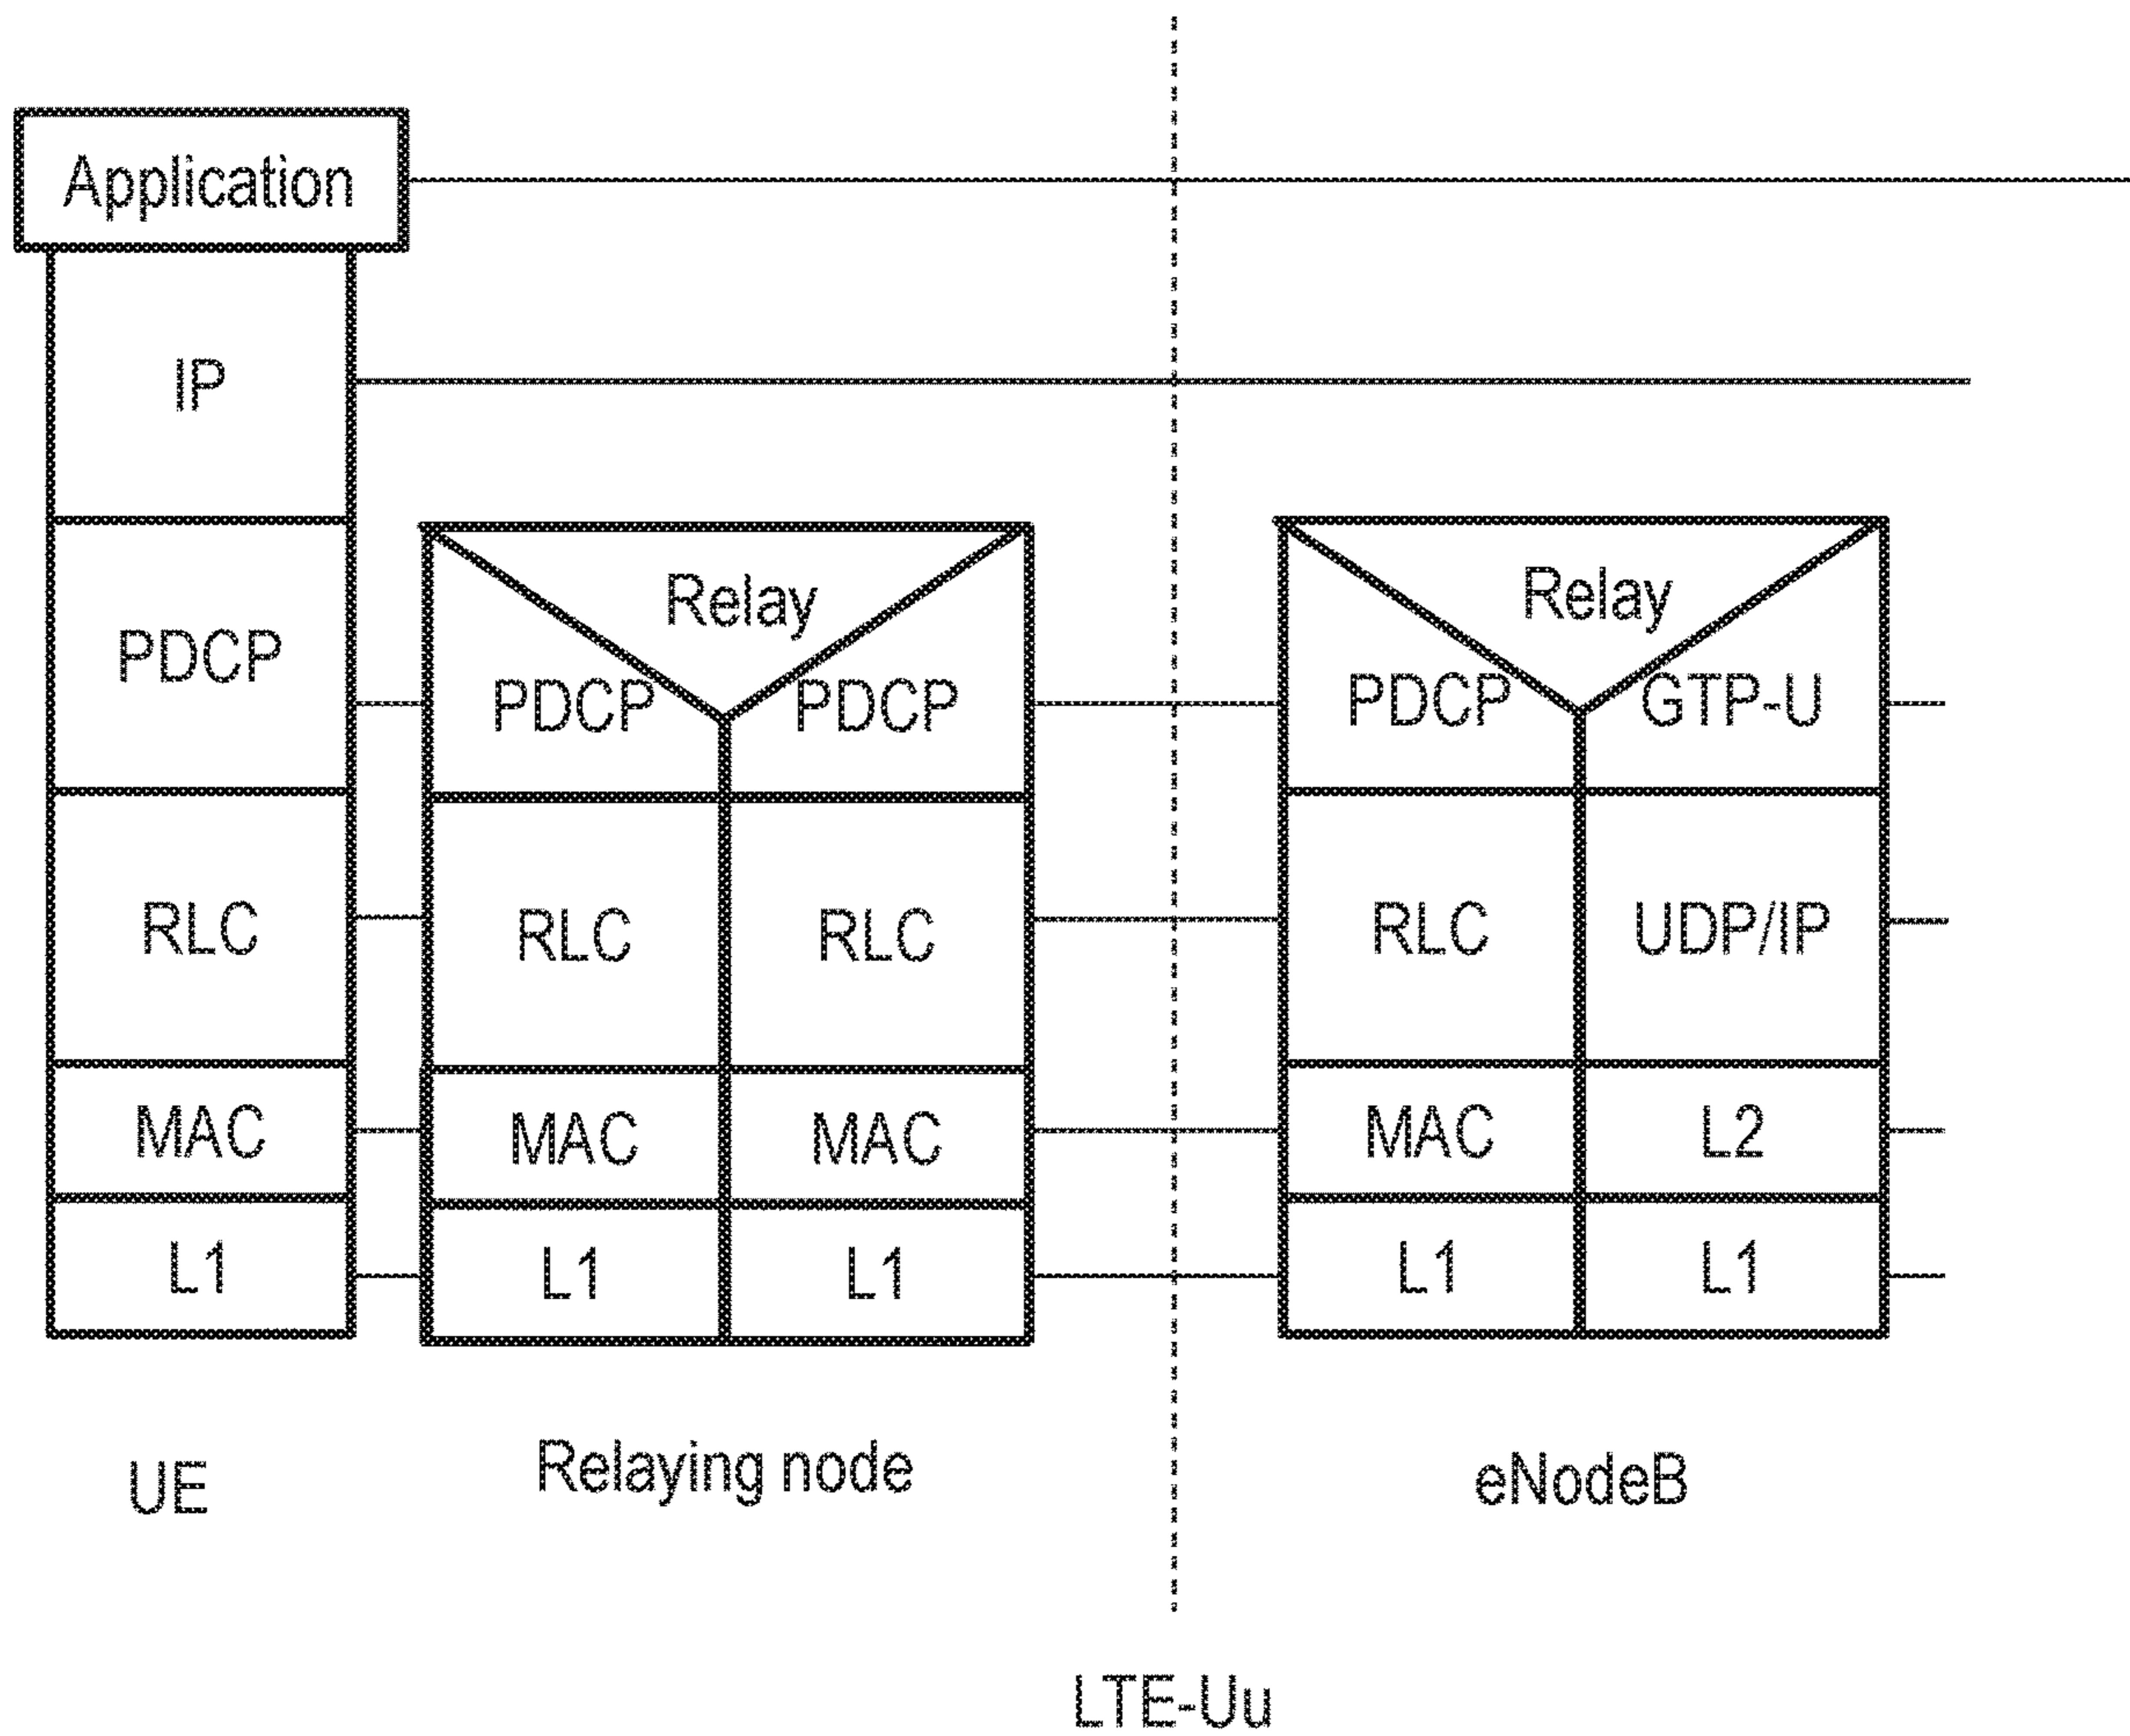 Application
IP
PDCP
RLC
MAC
L1
UE
Relay
PDCP PDCP
RLC RLC
MAC MAC
L1 L1
Relaying node
Relay
PDCP GTP-U
RLC UDP/IP
MAC L2
L1 L1
eNodeB
LTE-Uu